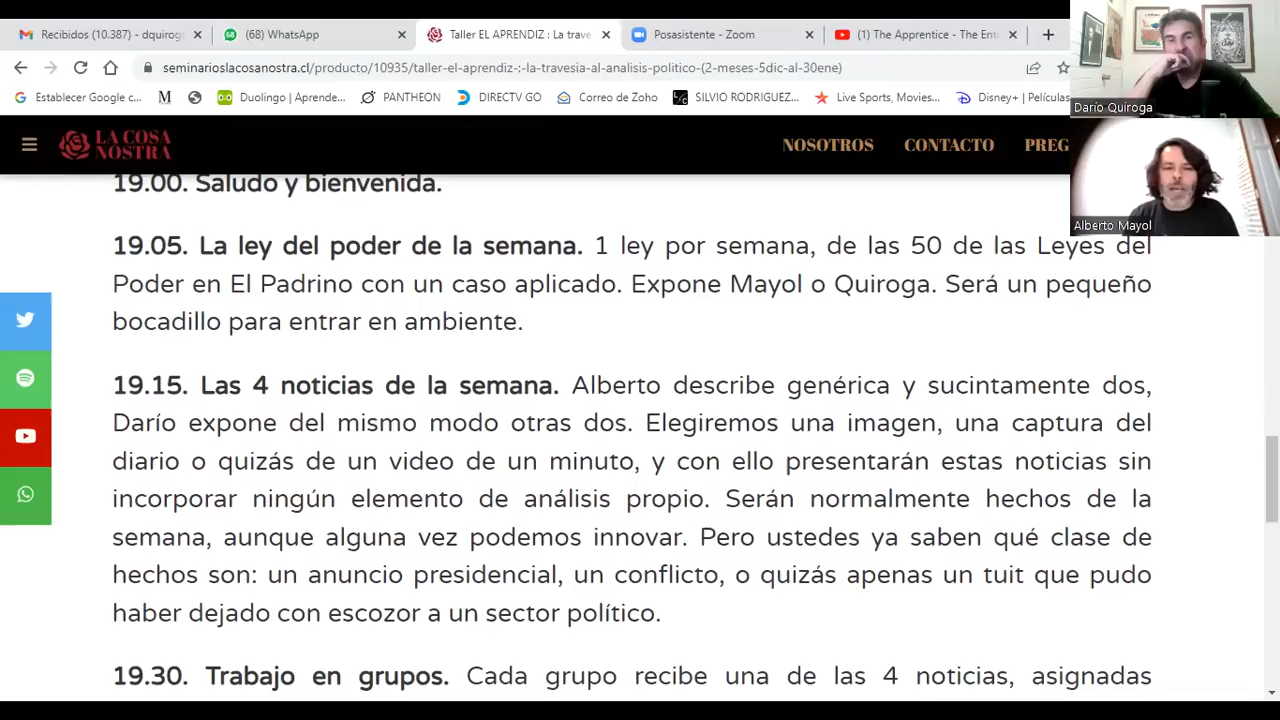 Recibidos (10.387) - dquirog
(68) WhatsApp
Taller EL APRENDIZ : La trave
Posasistente - Zoom
(1) The Apprentice - The Ent
seminarioslacosanostra.cl/producto/10935/taller-el-aprendiz-:-la-travesia-al-analisis-politico-(2-meses-5dic-al-30ene)
Establecer Google c...
Duolingo | Aprende...
PANTHEON
DIRECTV GO
Correo de Zoho
SILVIO RODRIGUEZ...
Live Sports, Movies...
Disney+ | Películas
Darío Quiroga
LA COSA
NOSTRA
NOSOTROS
CONTACTO
PREG
Alberto Mayol
19.00. Saludo y bienvenida.
19.05. La ley del poder de la semana. 1 ley por semana, de las 50 de las Leyes del
Poder en El Padrino con un caso aplicado. Expone Mayol o Quiroga. Será un pequeño
bocadillo para entrar en ambiente.
19.15. Las 4 noticias de la semana. Alberto describe genérica y sucintamente dos,
Darío expone del mismo modo otras dos. Elegiremos una imagen, una captura del
diario o quizás de un video de un minuto, y con ello presentarán estas noticias sin
incorporar ningún elemento de análisis propio. Serán normalmente hechos de la
semana, aunque alguna vez podemos innovar. Pero ustedes ya saben qué clase de
hechos son: un anuncio presidencial, un conflicto, o quizás apenas un tuit que pudo
haber dejado con escozor a un sector político.
19.30. Trabajo en grupos. Cada grupo recibe una de las 4 noticias, asignadas